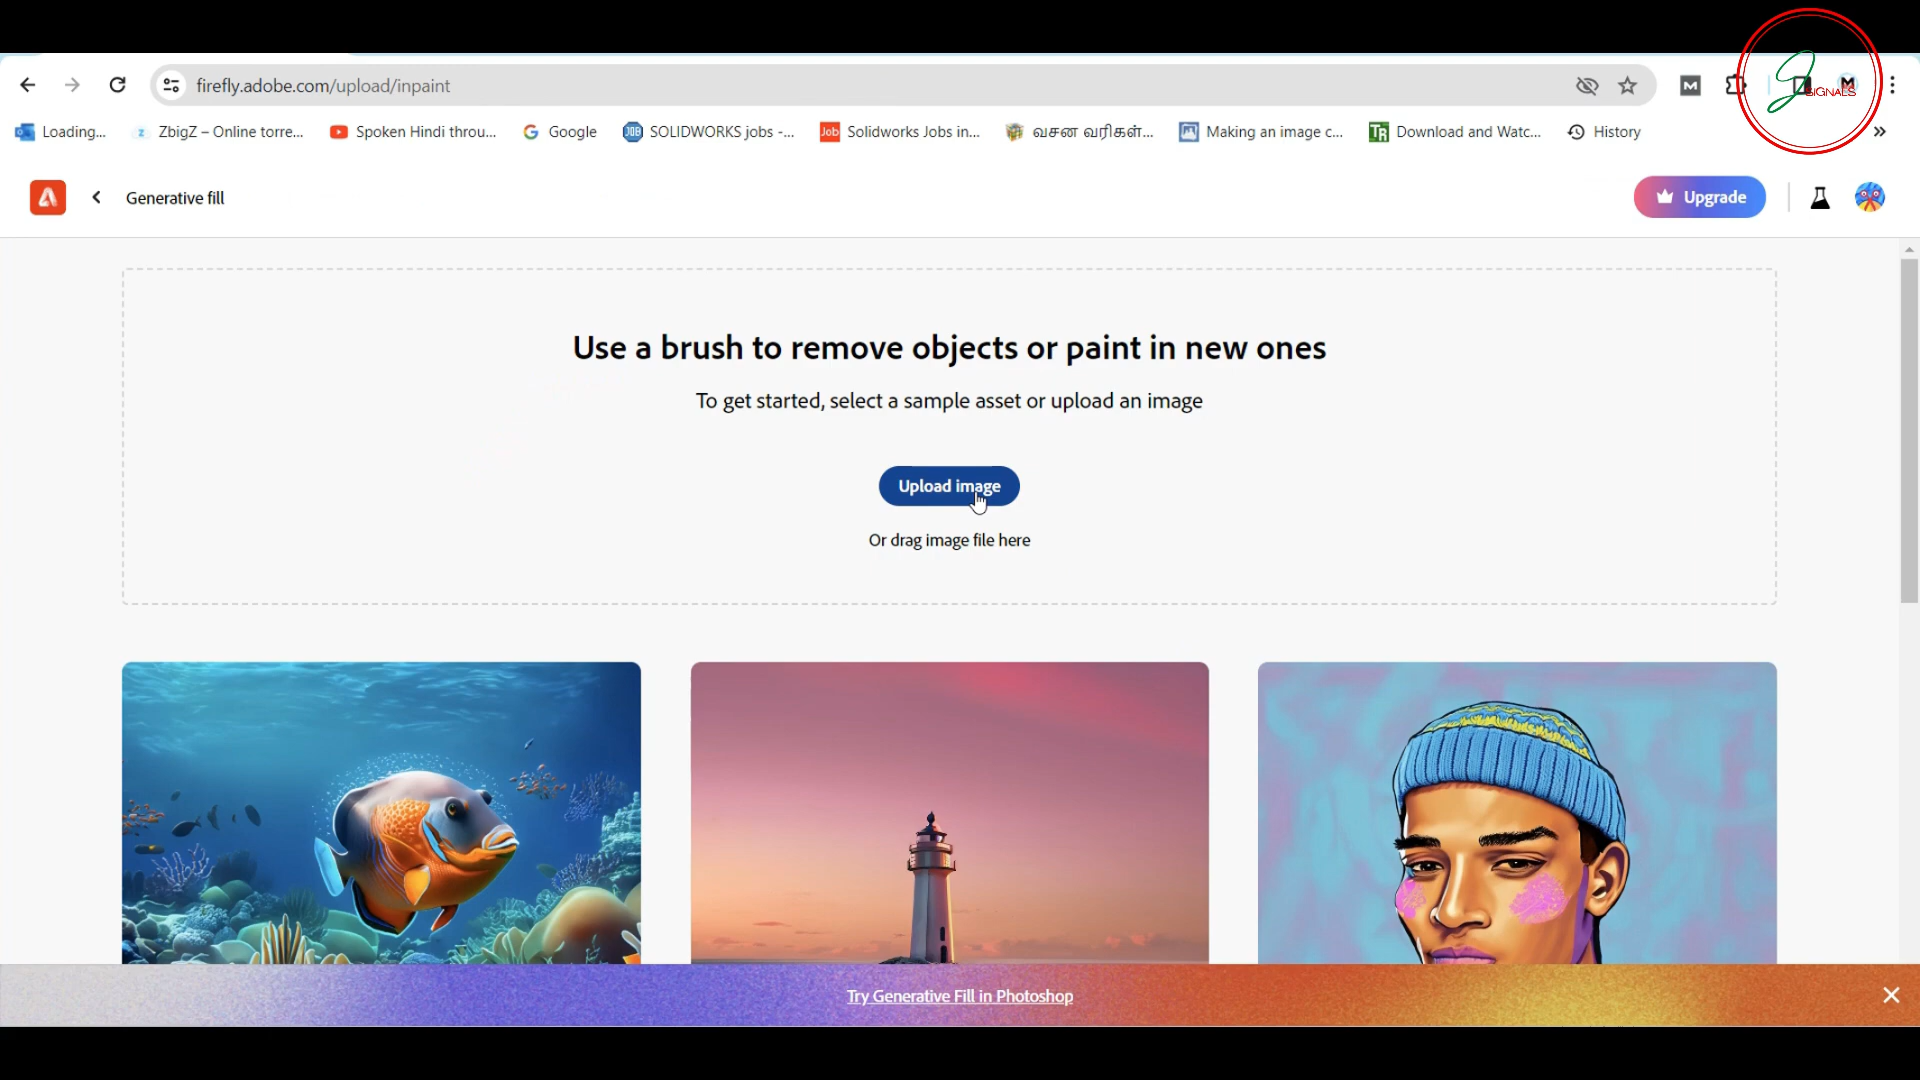 firefly.adobe.com/upload/inpaint
SIGNALS
Loading...
ZbigZ – Online torre...
Spoken Hindi throu...
Google
SOLIDWORKS jobs -...
Solidworks Jobs in...
வசன வரிகள்...
Making an image c...
Download and Watc...
History
Generative fill
Upgrade
Use a brush to remove objects or paint in new ones
To get started, select a sample asset or upload an image
Upload image
Or drag image file here
Try Generative Fill in Photoshop